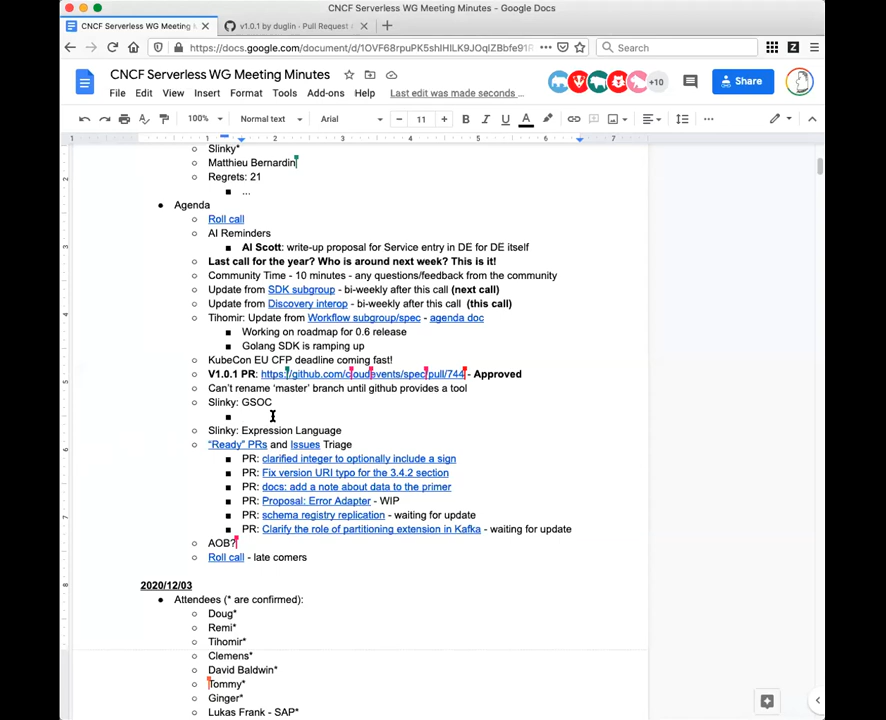 CNCF Serverless WG Meeting Minutes - Google Docs
CNCF Serverless WG Meeting
v1.0.1 by duglin · Pull Request
https://docs.google.com/document/d/1OVF68rpuPK5shIHILK9JOqlZBbfe91R
Search
CNCF Serverless WG Meeting Minutes
+10
Share
File Edit View Insert Format Tools Add-ons Help Last edit was made seconds ...
100% Normal text Arial 11 B I U A
1 1 2 3 4 5 6 7
Slinky*
Matthieu Bernardin
Regrets: 21
...
Agenda
Roll call
AI Reminders
AI Scott: write-up proposal for Service entry in DE for DE itself
Last call for the year? Who is around next week? This is it!
Community Time - 10 minutes - any questions/feedback from the community
Update from SDK subgroup - bi-weekly after this call (next call)
Update from Discovery interop - bi-weekly after this call (this call)
Tihomir: Update from Workflow subgroup/spec - agenda doc
Working on roadmap for 0.6 release
Golang SDK is ramping up
KubeCon EU CFP deadline coming fast!
V1.0.1 PR: https://github.com/cloudevents/spec/pull/744 - Approved
Can't rename 'master' branch until github provides a tool
Slinky: GSOC
Slinky: Expression Language
"Ready" PRs and Issues Triage
PR: clarified integer to optionally include a sign
PR: Fix version URI typo for the 3.4.2 section
PR: docs: add a note about data to the primer
PR: Proposal: Error Adapter - WIP
PR: schema registry replication - waiting for update
PR: Clarify the role of partitioning extension in Kafka - waiting for update
AOB?
Roll call - late comers
2020/12/03
Attendees (* are confirmed):
Doug*
Remi*
Tihomir*
Clemens*
David Baldwin*
Tommy*
Ginger*
Lukas Frank - SAP*